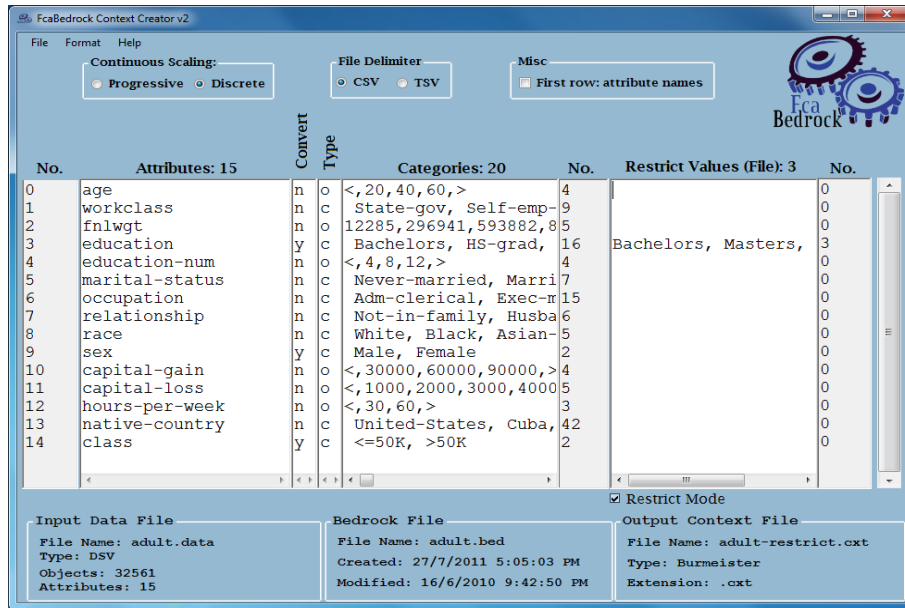 FcaBedrock Context Creator v2
File Format Help
Continuous Scaling: File Delimiter Misc
Progressive Discrete CSV TSV First row: attribute names
Fca
Bedrock
No. Attributes: 15 Convert Type Categories: 20 No. Restrict Values (File): 3 No.
0 age n o <,20,40,60,> 4 0
1 workclass n c State-gov, Self-emp- 9 0
2 fnlwgt n o 12285,296941,593882,8 5 0
3 education y c Bachelors, HS-grad, 16 Bachelors, Masters, 3
4 education-num n o <,4,8,12,> 4 0
5 marital-status n c Never-married, Marri 7 0
6 occupation n c Adm-clerical, Exec-m 15 0
7 relationship n c Not-in-family, Husba 6 0
8 race n c White, Black, Asian- 5 0
9 sex y c Male, Female 2 0
10 capital-gain n o <,30000,60000,90000,> 4 0
11 capital-loss n o <,1000,2000,3000,4000 5 0
12 hours-per-week n o <,30,60,> 3 0
13 native-country n c United-States, Cuba, 42 0
14 class y c <=50K, >50K 2 0
Restrict Mode
Input Data File Bedrock File Output Context File
File Name: adult.data File Name: adult.bed File Name: adult-restrict.cxt
Type: DSV Created: 27/7/2011 5:05:03 PM Type: Burmeister
Objects: 32561 Modified: 16/6/2010 9:42:50 PM Extension: .cxt
Attributes: 15